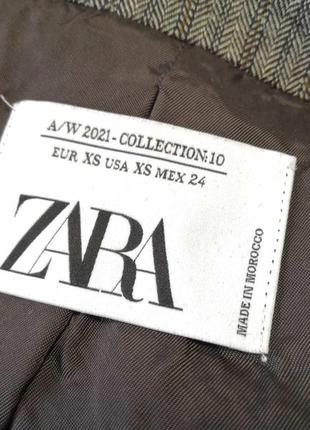 A/W 2021 - COLLECTION: 10
EUR XS USA XS MEX 24
ZARA
MADE IN MOROCCO